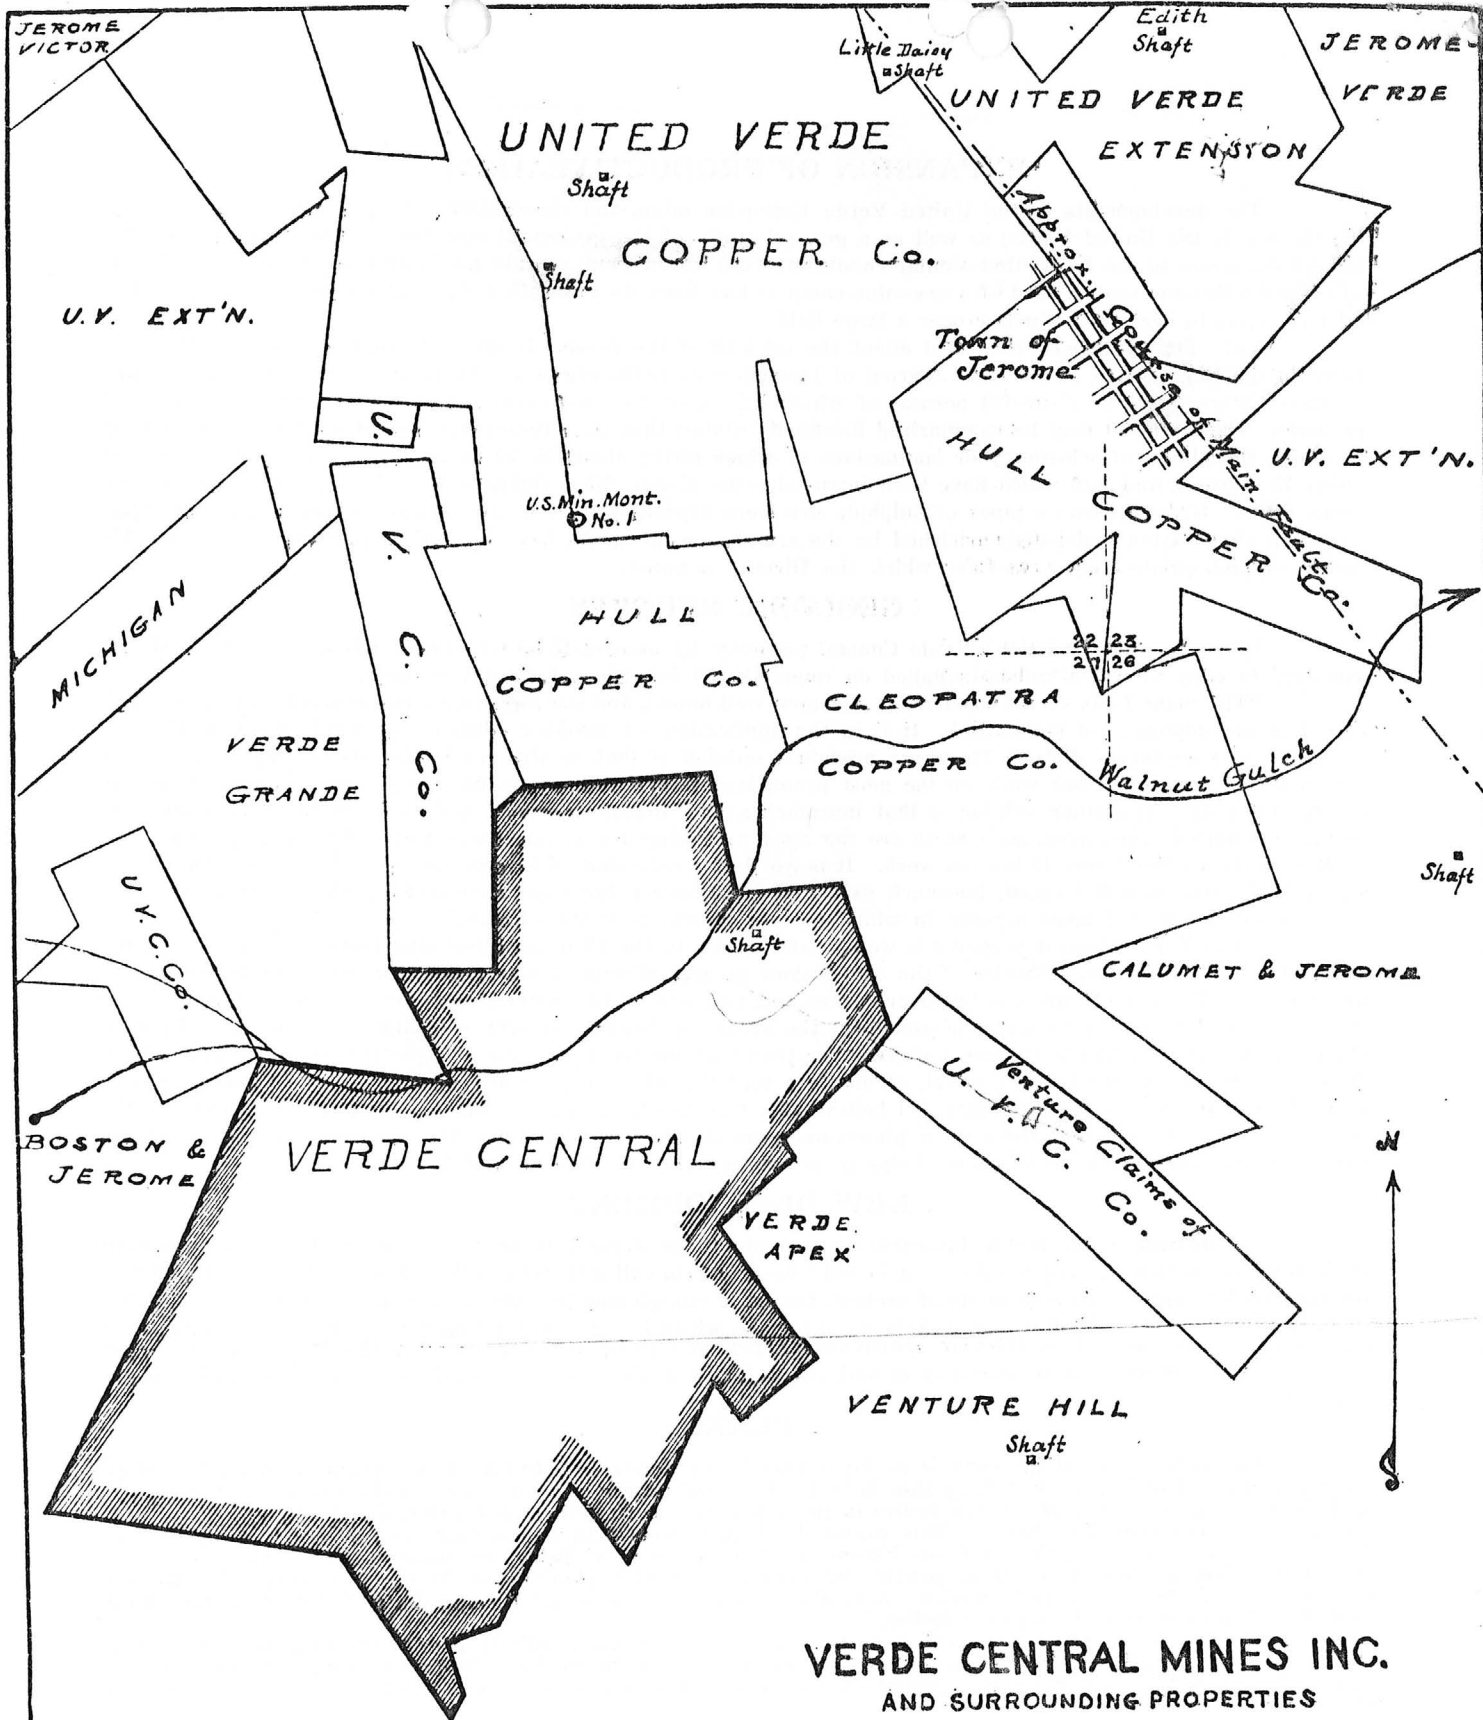 JEROME
VICTOR
Little Daisy
Shaft
Edith
Shaft
JEROME-
VERDE
UNITED VERDE
EXTENSION
UNITED VERDE
Shaft
COPPER Co.
Shaft
U.V. EXT'N.
Approx. Course of Main Fault
Town of
Jerome
HULL
COPPER
Co.
U.V. EXT'N.
U.
V.
C.
Co.
U.S. Min. Mont.
No. 1
MICHIGAN
HULL
COPPER Co.
22 23
27 26
CLEOPATRA
COPPER Co.
Walnut Gulch
VERDE
GRANDE
Shaft
U.V.C.Co.
Shaft
CALUMET & JEROME
Venture Claims of
U. V. C. Co.
BOSTON &
JEROME
VERDE CENTRAL
N
VERDE
APEX
VENTURE HILL
Shaft
VERDE CENTRAL MINES INC.
AND SURROUNDING PROPERTIES